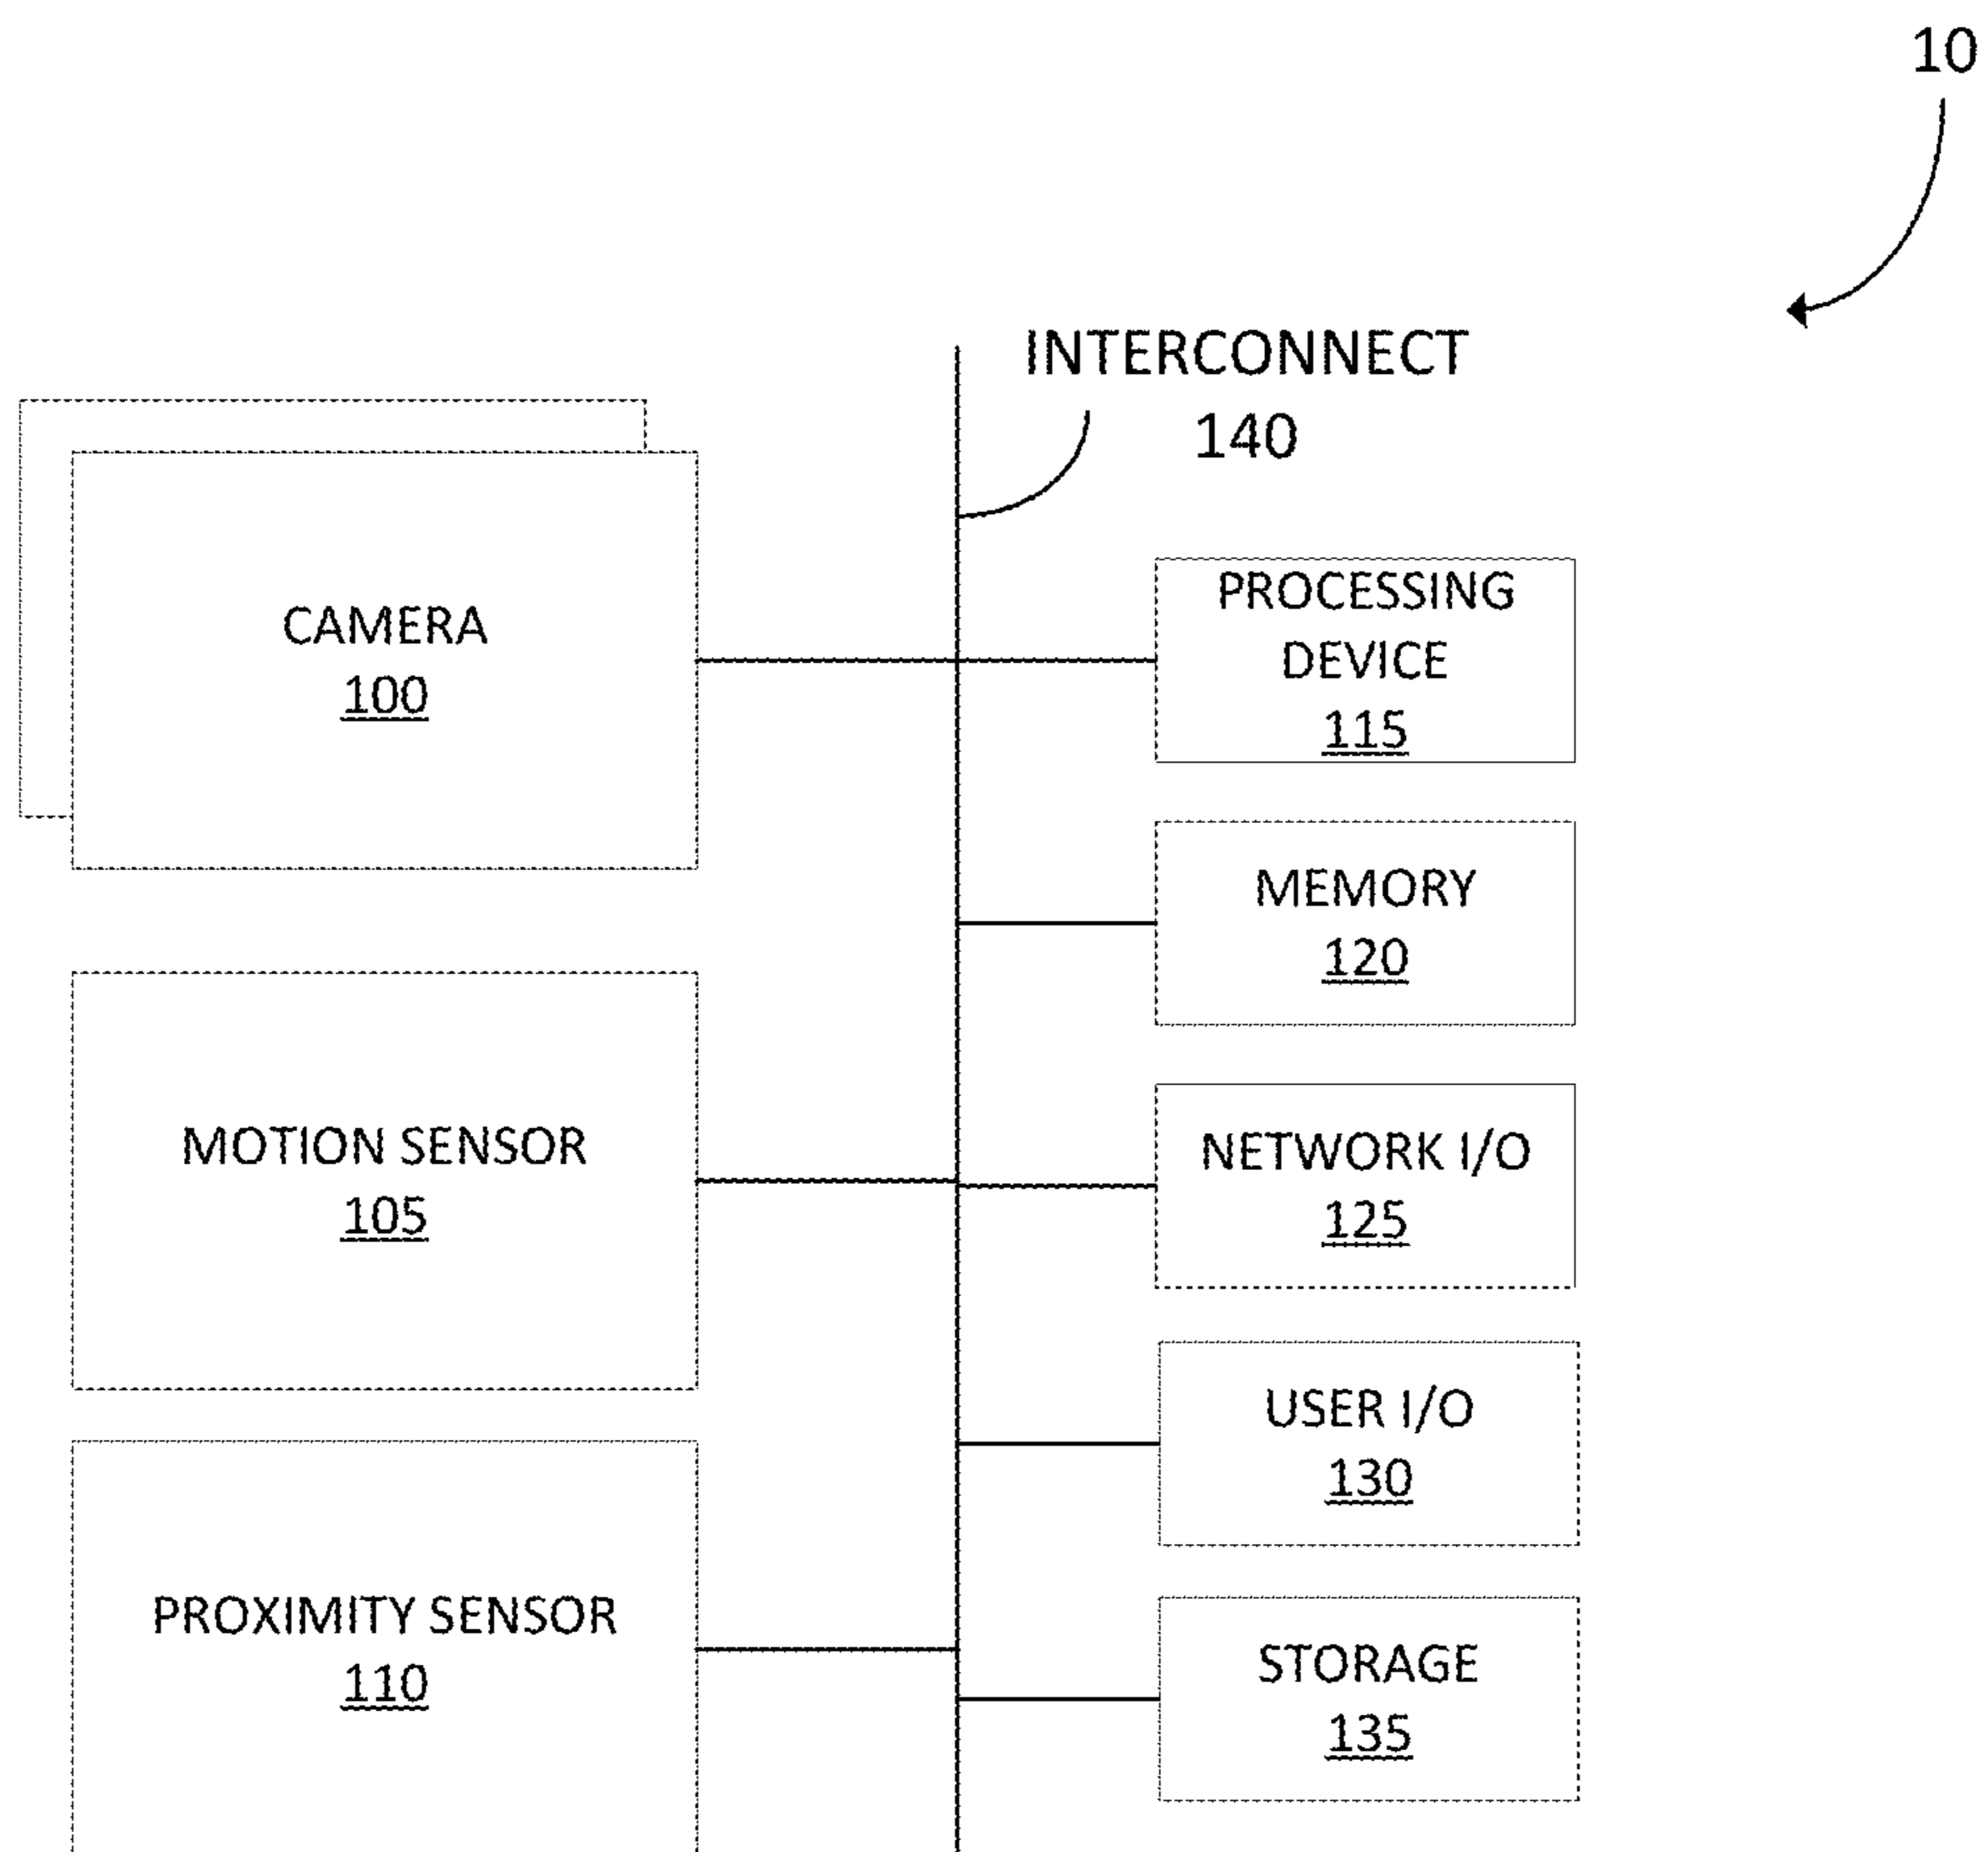 10
INTERCONNECT
140
CAMERA
100
PROCESSING
DEVICE
115
MEMORY
120
MOTION SENSOR
105
NETWORK I/O
125
USER I/O
130
PROXIMITY SENSOR
110
STORAGE
135